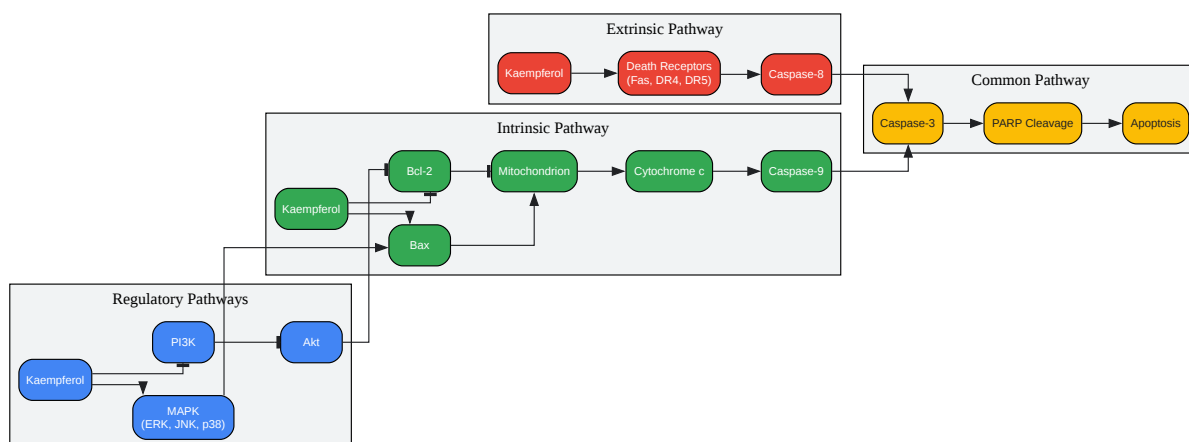 Extrinsic Pathway
Kaempferol
Death Receptors
(Fas, DR4, DR5)
Caspase-8
Common Pathway
Caspase-3
PARP Cleavage
Apoptosis
Intrinsic Pathway
Bcl-2
Mitochondrion
Cytochrome c
Caspase-9
Kaempferol
Bax
Regulatory Pathways
PI3K
Akt
Kaempferol
MAPK
(ERK, JNK, p38)